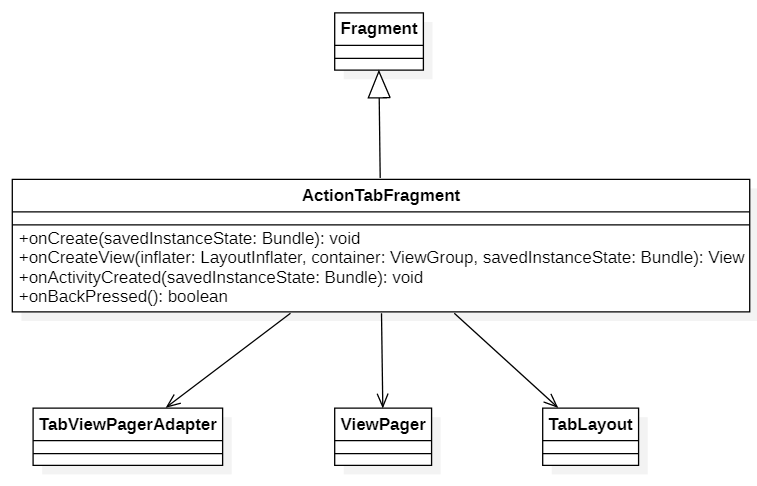 Fragment
ActionTabFragment
+onCreate(savedInstanceState: Bundle): void
+onCreateView(inflater: LayoutInflater, container: ViewGroup, savedInstanceState: Bundle): View
+onActivityCreated(savedInstanceState: Bundle): void
+onBackPressed(): boolean
TabViewPagerAdapter
ViewPager
TabLayout